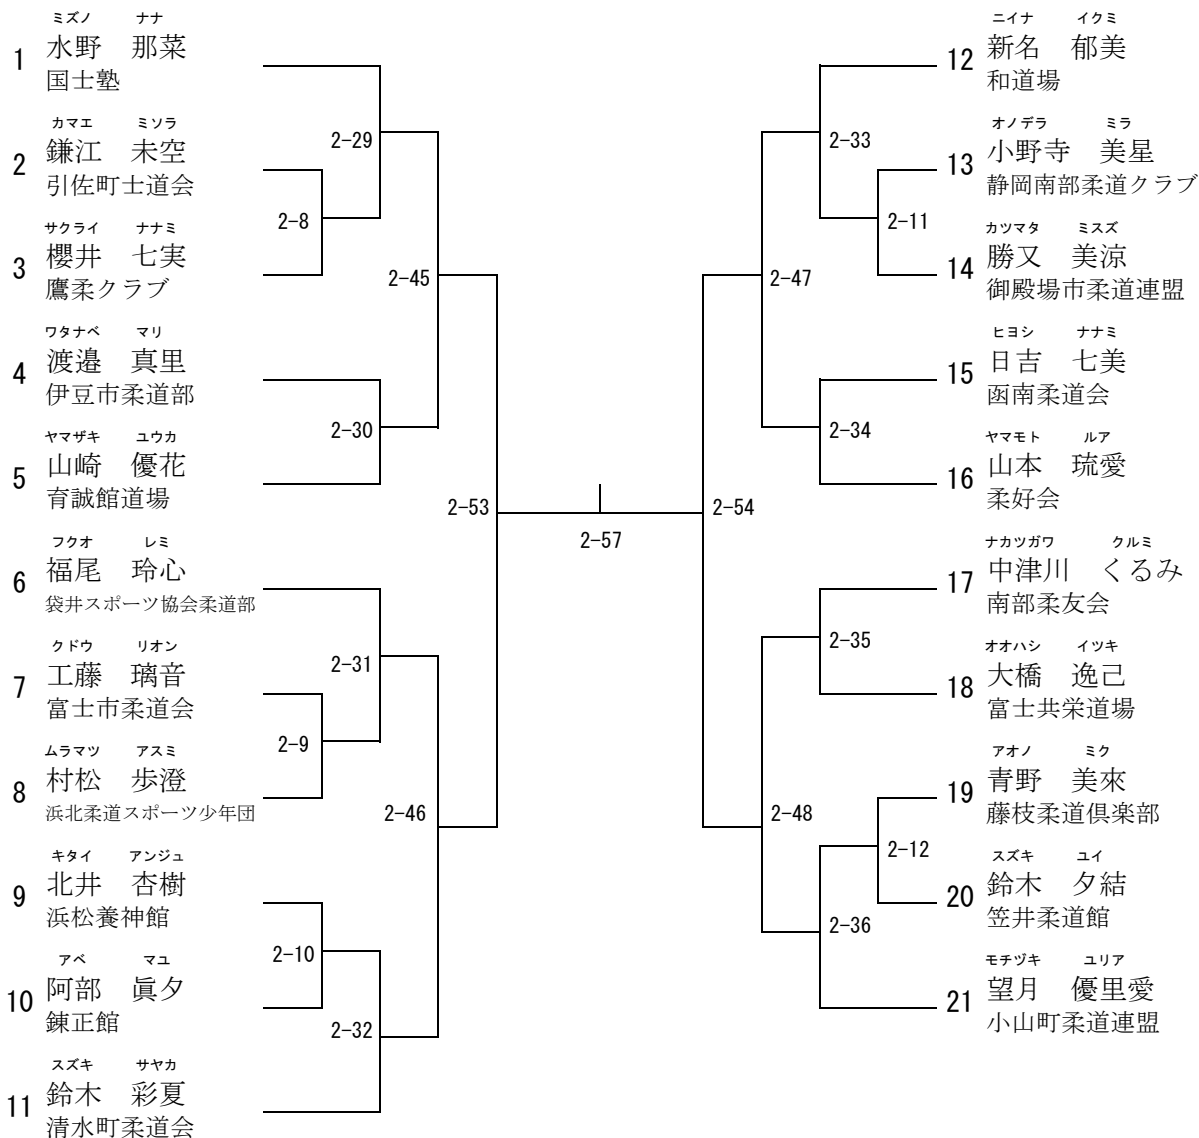 ミズノ　ナナ
1 水野　那菜
国士塾
カマエ　ミソラ
2 鎌江　未空
引佐町士道会
サクライ　ナナミ
3 櫻井　七実
鷹柔クラブ
ワタナベ　マリ
4 渡邉　真里
伊豆市柔道部
ヤマザキ　ユウカ
5 山崎　優花
育誠館道場
フクオ　レミ
6 福尾　玲心
袋井スポーツ協会柔道部
クドウ　リオン
7 工藤　璃音
富士市柔道会
ムラマツ　アスミ
8 村松　歩澄
浜北柔道スポーツ少年団
キタイ　アンジュ
9 北井　杏樹
浜松養神館
アベ　マユ
10 阿部　眞夕
錬正館
スズキ　サヤカ
11 鈴木　彩夏
清水町柔道会
2-29
2-8
2-45
2-30
2-53
2-31
2-9
2-46
2-10
2-32
2-57
2-33
2-11
2-47
2-34
2-54
2-35
2-48
2-12
2-36
ニイナ　イクミ
12 新名　郁美
和道場
オノデラ　ミラ
13 小野寺　美星
静岡南部柔道クラブ
カツマタ　ミスズ
14 勝又　美涼
御殿場市柔道連盟
ヒヨシ　ナナミ
15 日吉　七美
函南柔道会
ヤマモト　ルア
16 山本　琉愛
柔好会
ナカツガワ　クルミ
17 中津川　くるみ
南部柔友会
オオハシ　イツキ
18 大橋　逸己
富士共栄道場
アオノ　ミク
19 青野　美來
藤枝柔道倶楽部
スズキ　ユイ
20 鈴木　夕結
笠井柔道館
モチヅキ　ユリア
21 望月　優里愛
小山町柔道連盟